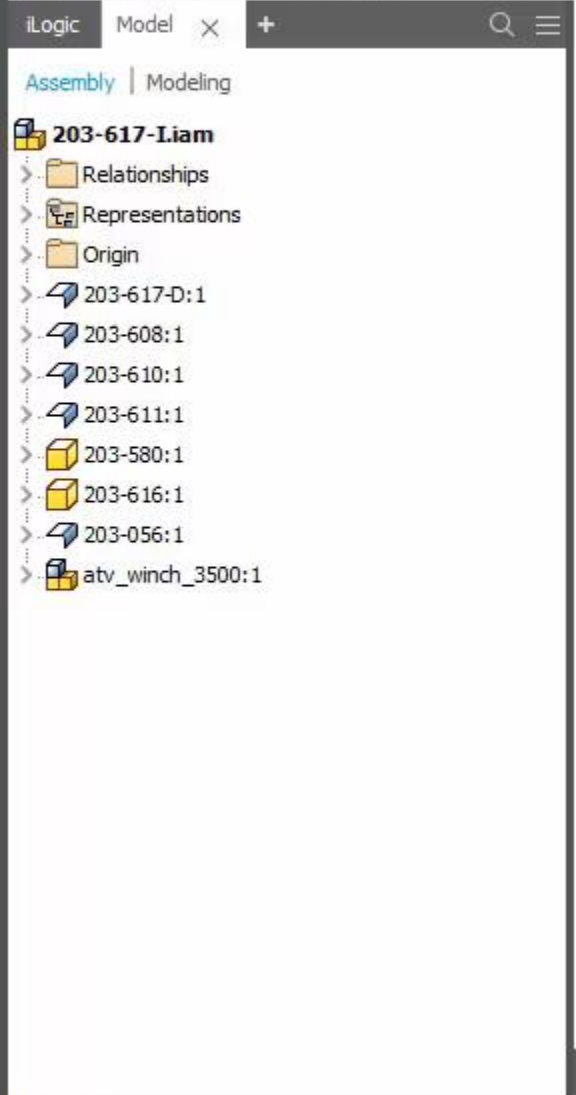 iLogic Model
Assembly | Modeling
203-617-I.iam
Relationships
Representations
Origin
203-617-D:1
203-608:1
203-610:1
203-611:1
203-580:1
203-616:1
203-056:1
atv_winch_3500:1